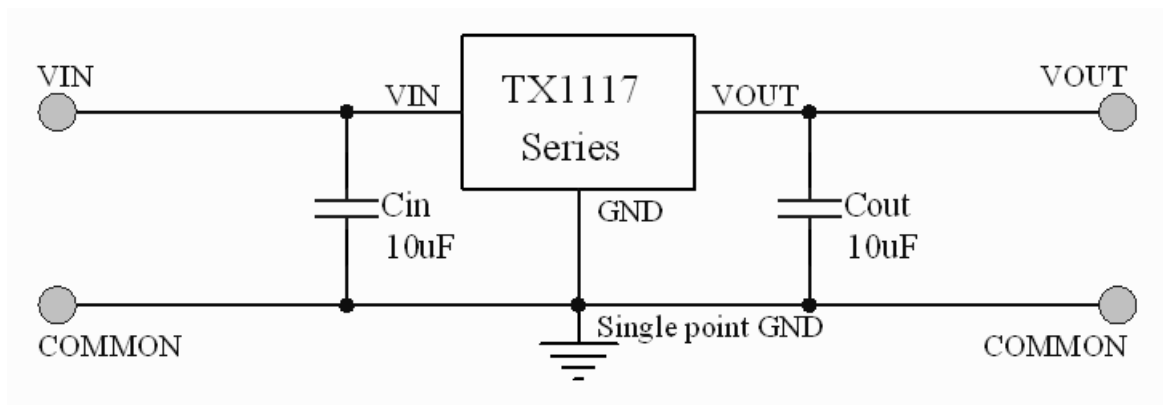 VIN
VOUT
VIN
TX1117
Series
VOUT
GND
Cin
10uF
Cout
10uF
COMMON
Single point GND
COMMON